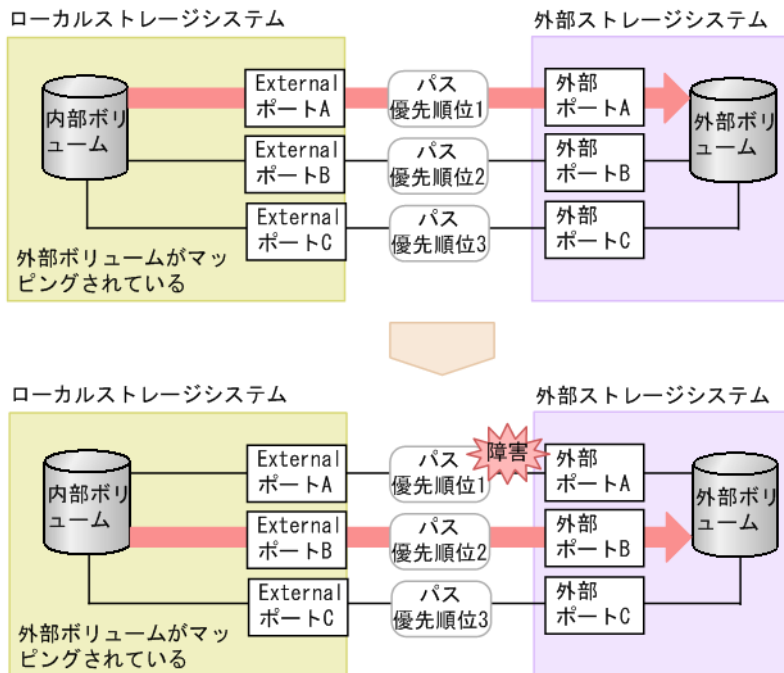 ローカルストレージシステム
外部ストレージシステム
内部ボリ
ューム
External
ポートA
パス
優先順位1
外部
ポートA
外部ボリ
ューム
External
ポートB
パス
優先順位2
外部
ポートB
External
ポートC
パス
優先順位3
外部
ポートC
外部ボリュームがマッ
ピングされている
ローカルストレージシステム
外部ストレージシステム
内部ボリ
ューム
External
ポートA
パス
優先順位1
障害
外部
ポートA
外部ボリ
ューム
External
ポートB
パス
優先順位2
外部
ポートB
External
ポートC
パス
優先順位3
外部
ポートC
外部ボリュームがマッ
ピングされている